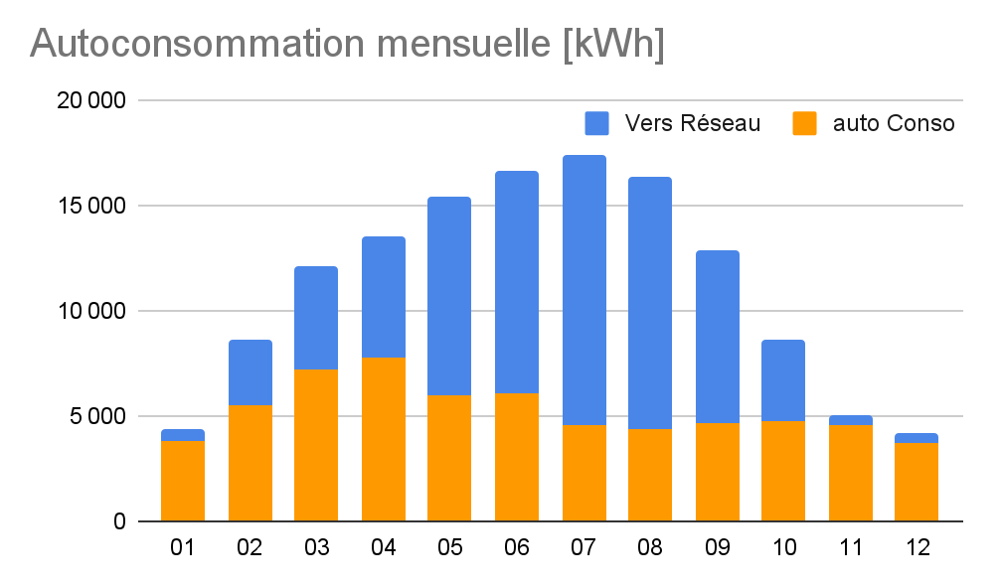 Autoconsommation mensuelle [kWh]
20 000
Vers Réseau auto Conso
15 000
10 000
5 000
0
01 02 03 04 05 06 07 08 09 10 11 12